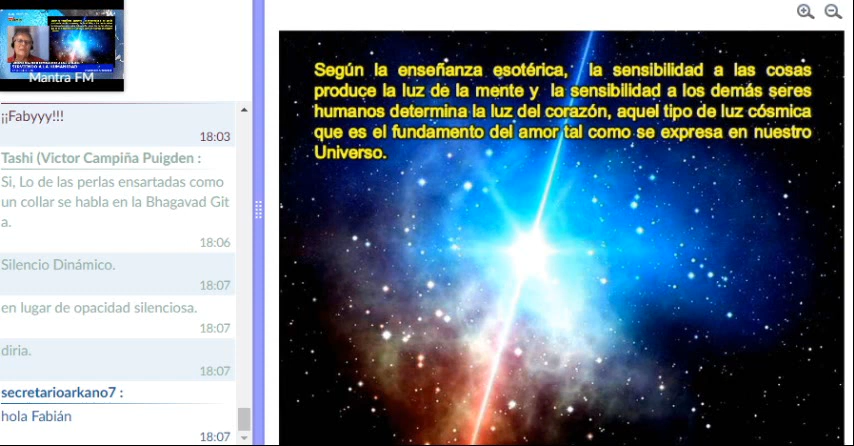 Mantra FM
¡¡Fabyyy!!!
18:03
Tashi (Victor Campiña Puigden :
Si, Lo de las perlas ensartadas como
un collar se habla en la Bhagavad Git
a.
18:06
Silencio Dinámico.
18:07
en lugar de opacidad silenciosa.
18:07
diria.
18:07
secretarioarkano7 :
hola Fabián
18:07
Según la enseñanza esotérica, la sensibilidad a las cosas
produce la luz de la mente y la sensibilidad a los demás seres
humanos determina la luz del corazón, aquel tipo de luz cósmica
que es el fundamento del amor tal como se expresa en nuestro
Universo.